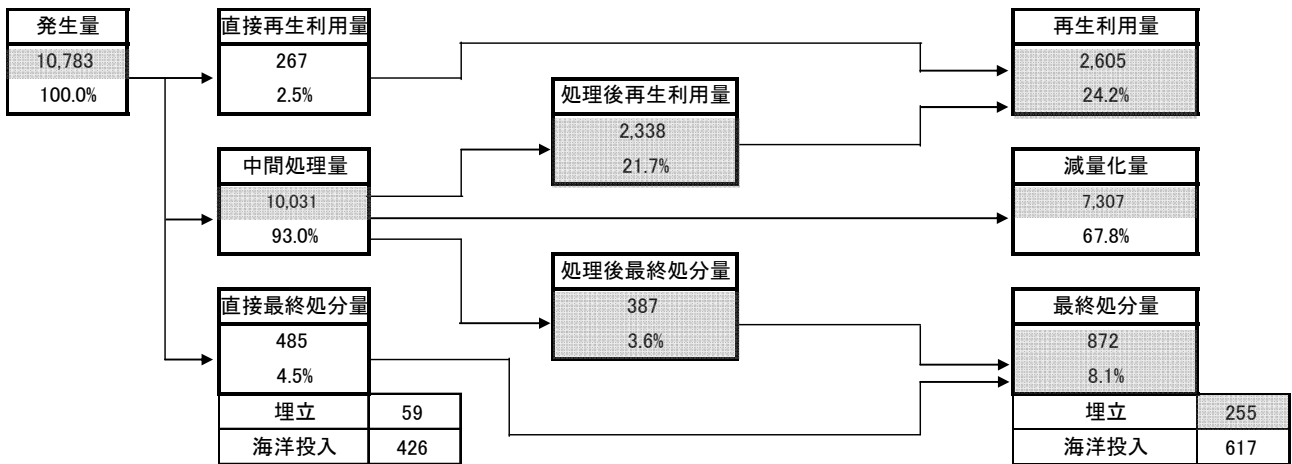 発生量
10,783
100.0%
直接再生利用量
267
2.5%
中間処理量
10,031
93.0%
直接最終処分量
485
4.5%
埋立 59
海洋投入 426
処理後再生利用量
2,338
21.7%
処理後最終処分量
387
3.6%
再生利用量
2,605
24.2%
減量化量
7,307
67.8%
最終処分量
872
8.1%
埋立 255
海洋投入 617